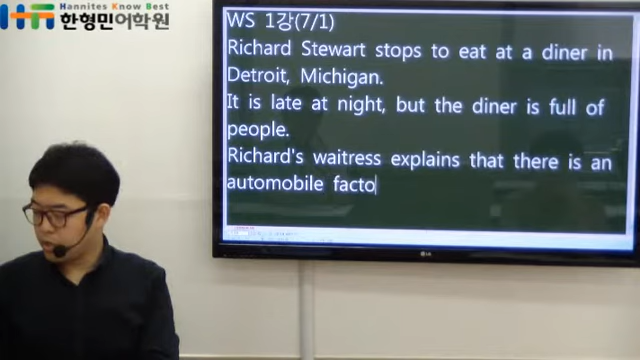 Hannites Know Best
한형민어학원
WS 1강(7/1)
Richard Stewart stops to eat at a diner in
Detroit, Michigan.
It is late at night, but the diner is full of
people.
Richard's waitress explains that there is an
automobile facto
LG